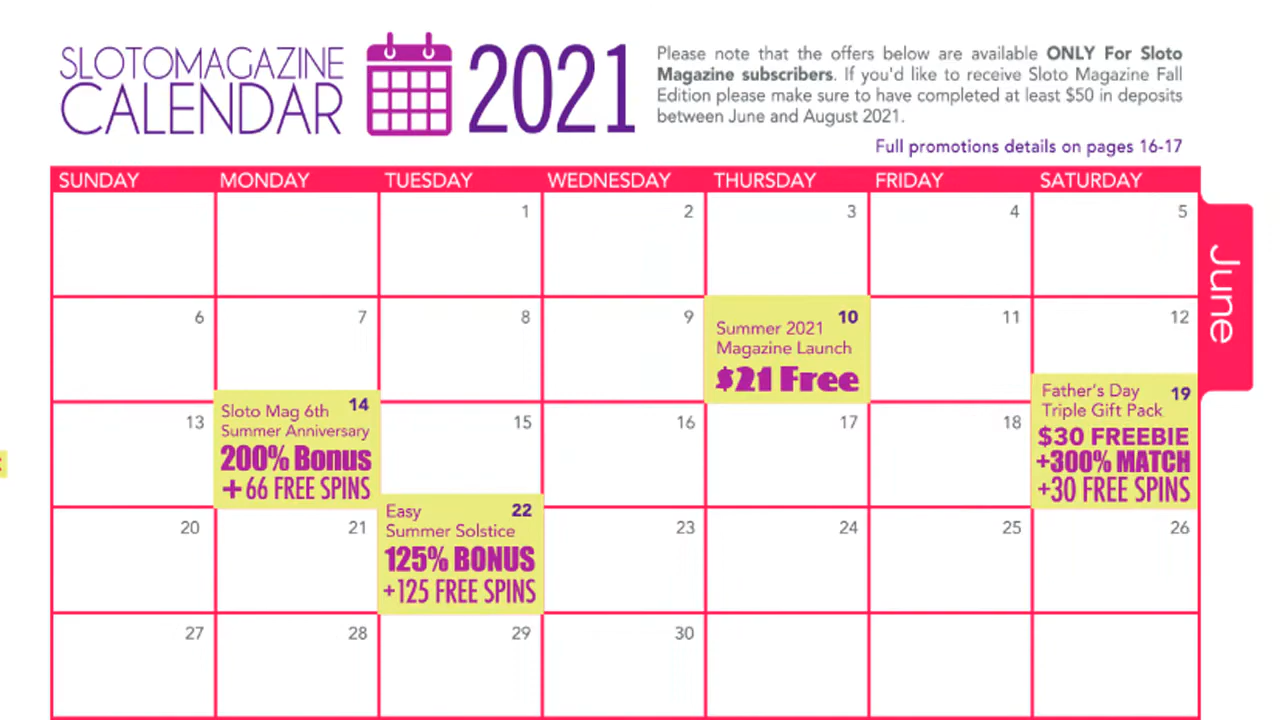 SLOTOMAGAZINE
CALENDAR
2021
Please note that the offers below are available ONLY For Sloto
Magazine subscribers. If you'd like to receive Sloto Magazine Fall
Edition please make sure to have completed at least $50 in deposits
between June and August 2021.
Full promotions details on pages 16-17
SUNDAY MONDAY TUESDAY WEDNESDAY THURSDAY FRIDAY SATURDAY
June
1 2 3 4 5
6 7 8 9 10 11 12
Summer 2021
Magazine Launch
$21 Free
13 14 15 16 17 18 19
Sloto Mag 6th
Summer Anniversary
200% Bonus
+ 66 FREE SPINS
Father's Day
Triple Gift Pack
$30 FREEBIE
+300% MATCH
+30 FREE SPINS
20 21 22 23 24 25 26
Easy
Summer Solstice
125% BONUS
+125 FREE SPINS
27 28 29 30